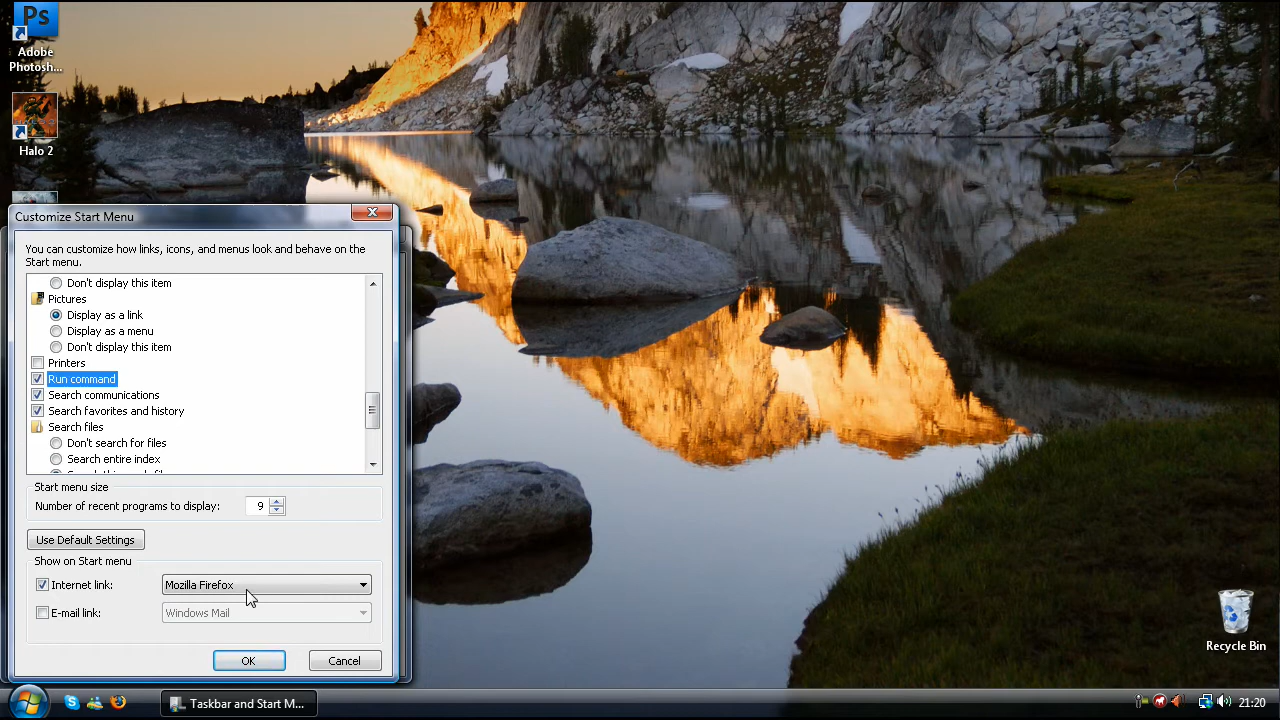 Ps
Adobe
Photosh...
Halo 2
Customize Start Menu
You can customize how links, icons, and menus look and behave on the
Start menu.
Don't display this item
Pictures
Display as a link
Display as a menu
Don't display this item
Printers
Run command
Search communications
Search favorites and history
Search files
Don't search for files
Search entire index
Start menu size
Number of recent programs to display: 9
Use Default Settings
Show on Start menu
Internet link: Mozilla Firefox
E-mail link: Windows Mail
OK Cancel
Recycle Bin
Taskbar and Start M...
21:20